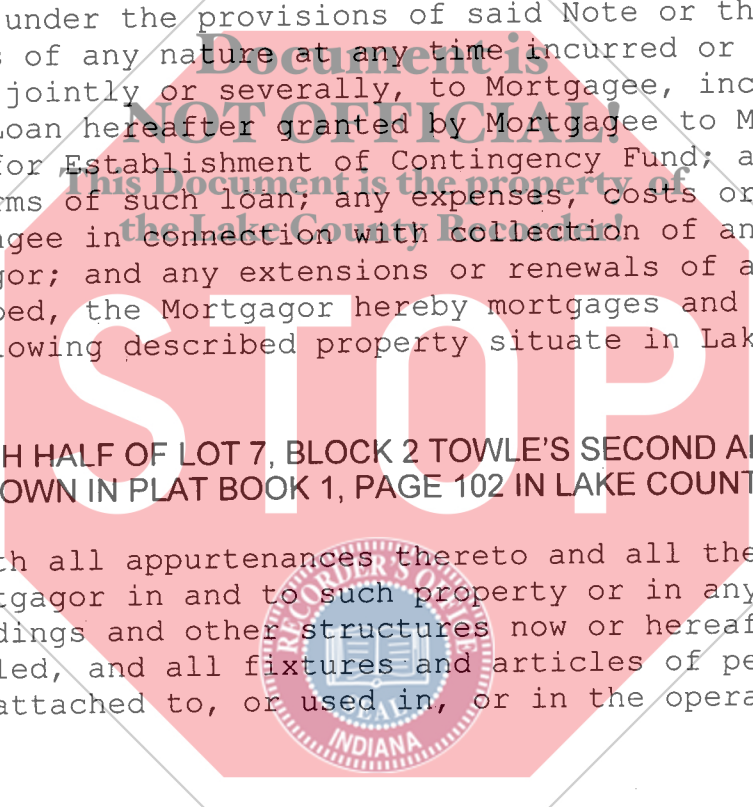 under the provisions of said Note or th
s of any nature at any time incurred or
Document is
jointly or severally, to Mortgagee, inc
NOT OFFICIAL!
Loan hereafter granted by Mortgagee to M
for Establishment of Contingency Fund; a
This Document is the property of
rms of such loan; any expenses, costs or
the Lake County Recorder!
agee in connection with collection of an
gor; and any extensions or renewals of a
bed, the Mortgagor hereby mortgages and
lowing described property situate in Lak
STOP
H HALF OF LOT 7, BLOCK 2 TOWLE'S SECOND A
OWN IN PLAT BOOK 1, PAGE 102 IN LAKE COUNT
th all appurtenances thereto and all the
tgagor in and to such property or in any
dings and other structures now or hereaf
led, and all fixtures and articles of pe
attached to, or used in, or in the opera
RECORDER'S OFFICE
SEAL
INDIANA